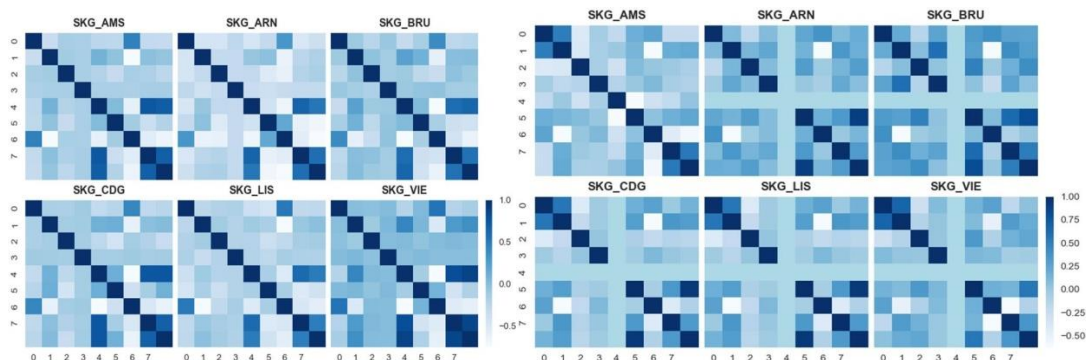 SKG_AMS SKG_ARN SKG_BRU
0 1 2 3 4 5 6 7
SKG_CDG SKG_LIS SKG_VIE
0 1 2 3 4 5 6 7
0 1 2 3 4 5 6 7 0 1 2 3 4 5 6 7 0 1 2 3 4 5 6 7
1.0
0.5
0.0
−0.5
SKG_AMS SKG_ARN SKG_BRU
0 1 2 3 4 5 6 7
SKG_CDG SKG_LIS SKG_VIE
0 1 2 3 4 5 6 7
0 1 2 3 4 5 6 7 0 1 2 3 4 5 6 7 0 1 2 3 4 5 6 7
1.00
0.75
0.50
0.25
0.00
−0.25
−0.50